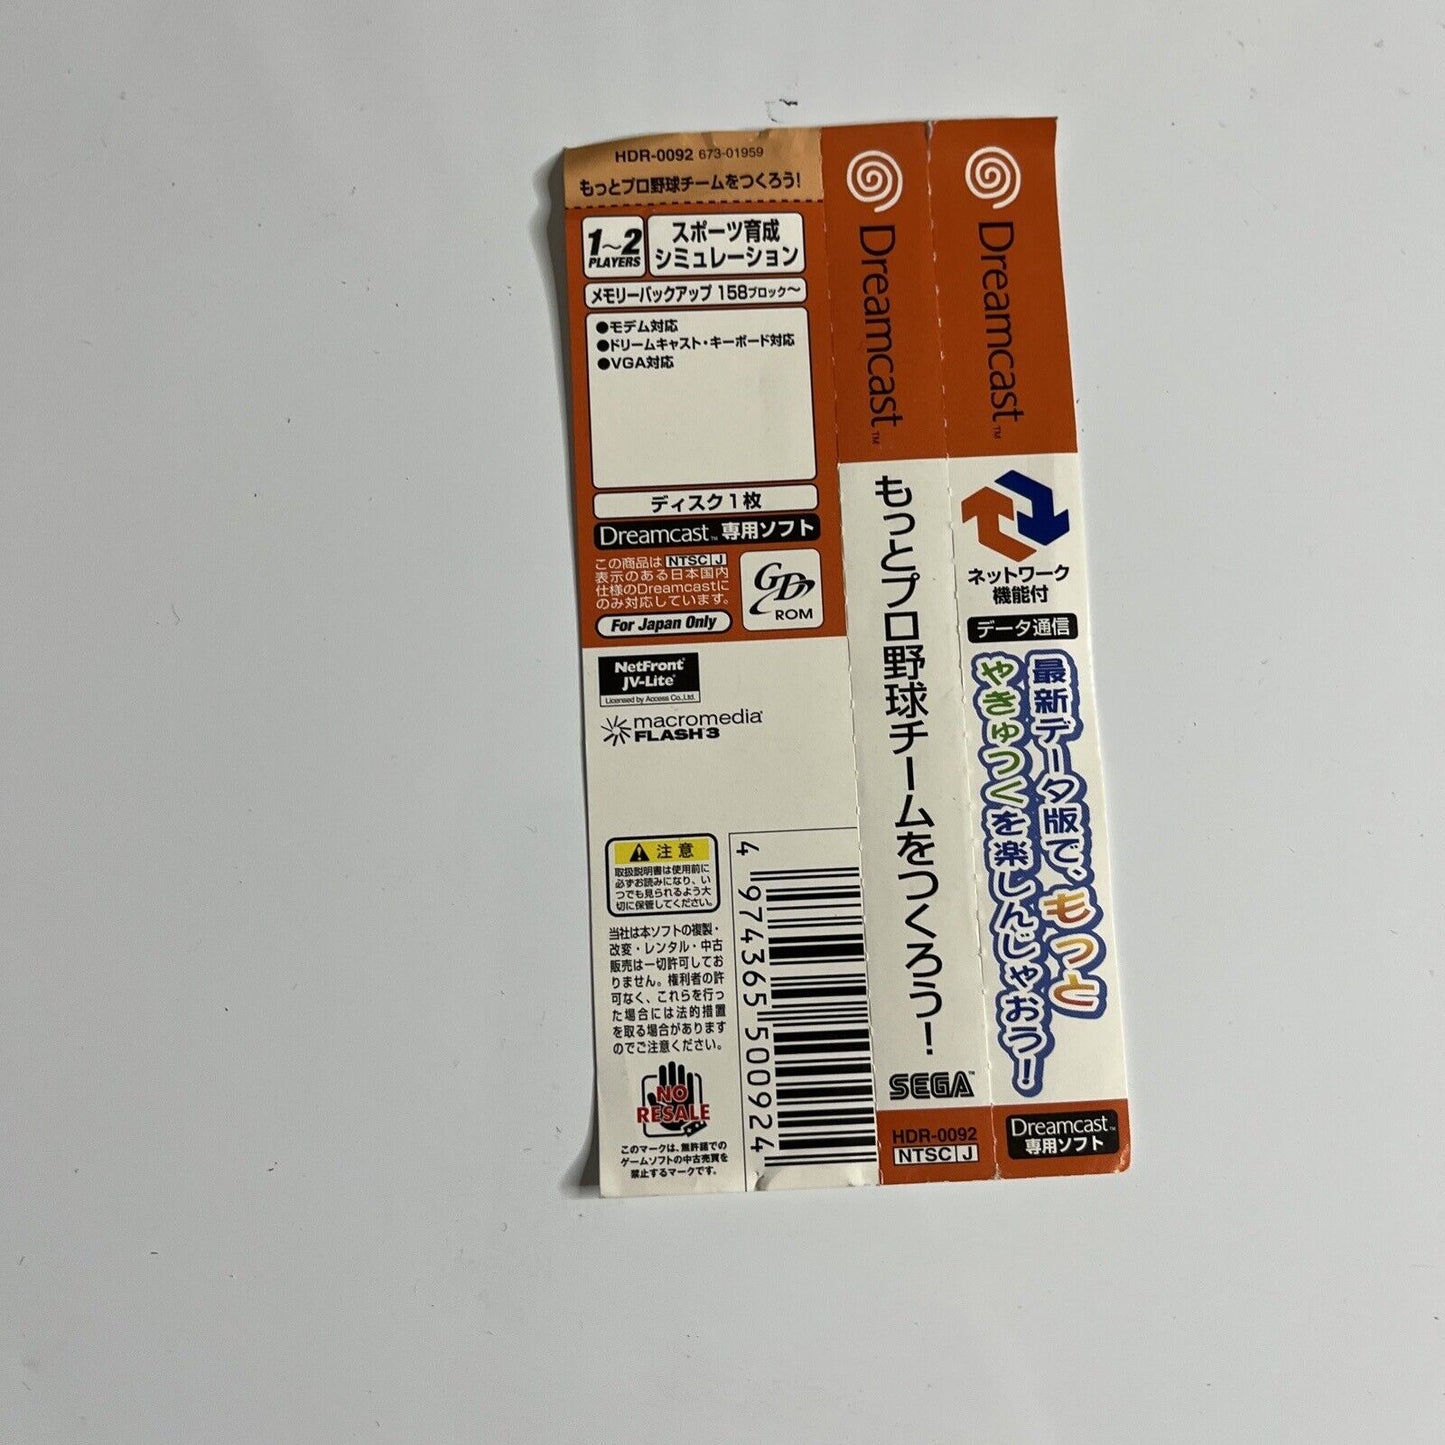 HDR-0092 673-01959
もっとプロ野球チームをつくろう!
1~2
PLAYERS
スポーツ育成
シミュレーション
メモリーバックアップ 158ブロック~
●モデム対応
●ドリームキャスト・キーボード対応
●VGA対応
ディスク1枚
Dreamcast™ 専用ソフト
この商品は NTSC J
表示のある日本国内
仕様のDreamcastに
のみ対応しています。
For Japan Only
GD
ROM
NetFront®
JV-Lite®
Licensed by Access Co.,Ltd.
macromedia®
FLASH™3
注意
取扱説明書は使用前に
必ずお読みになり、い
つでも見られるよう大
切に保管してください。
当社は本ソフトの複製・
改変・レンタル・中古
販売は一切許可してお
りません。権利者の許
可なく、これらを行っ
た場合には法的措置
を取る場合があります
のでご注意ください。
NO
RESALE
このマークは、無許諾での
ゲームソフトの中古売買を
禁止するマークです。
4 974365 500924
Dreamcast™
もっとプロ野球チームをつくろう!
SEGA™
HDR-0092
NTSC J
Dreamcast™
ネットワーク
機能付
データ通信
最新データ版で、もっと
やきゅつくを楽しんじゃおう!
Dreamcast™
専用ソフト